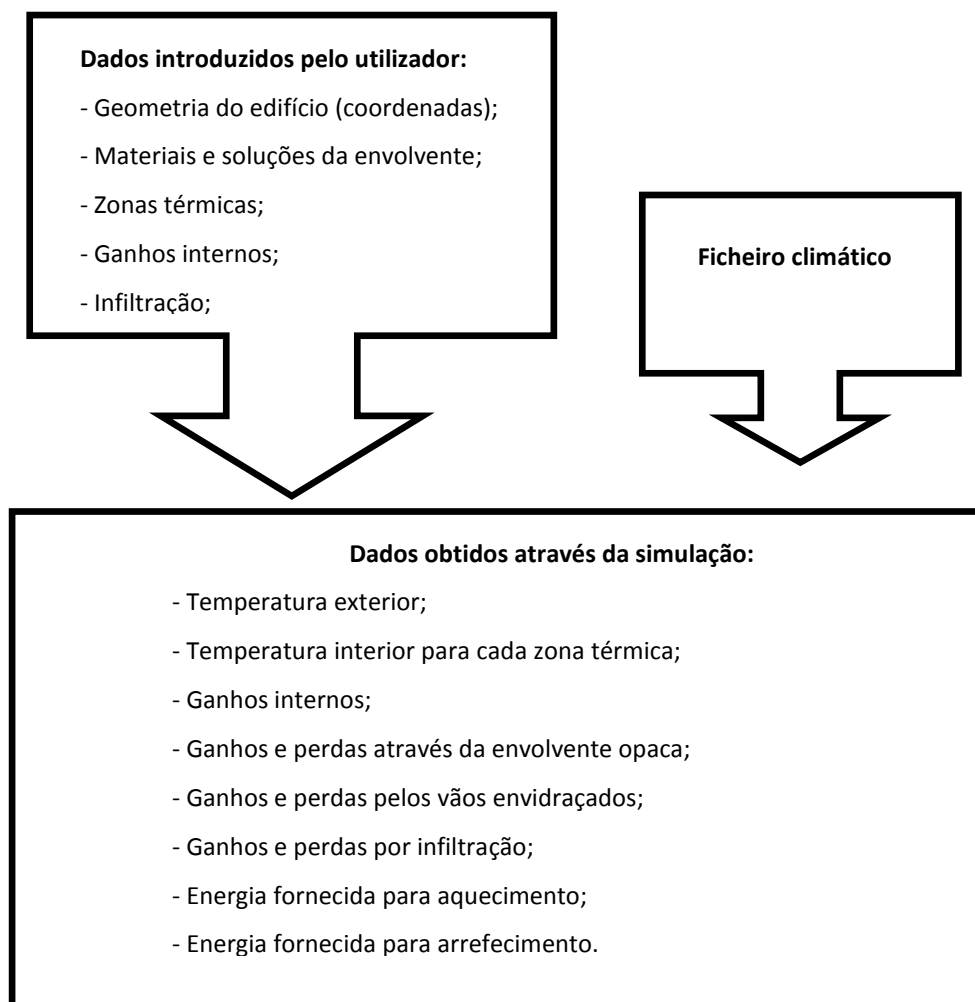 Dados introduzidos pelo utilizador:
- Geometria do edifício (coordenadas);
- Materiais e soluções da envolvente;
- Zonas térmicas;
- Ganhos internos;
- Infiltração;
Ficheiro climático
Dados obtidos através da simulação:
- Temperatura exterior;
- Temperatura interior para cada zona térmica;
- Ganhos internos;
- Ganhos e perdas através da envolvente opaca;
- Ganhos e perdas pelos vãos envidraçados;
- Ganhos e perdas por infiltração;
- Energia fornecida para aquecimento;
- Energia fornecida para arrefecimento.